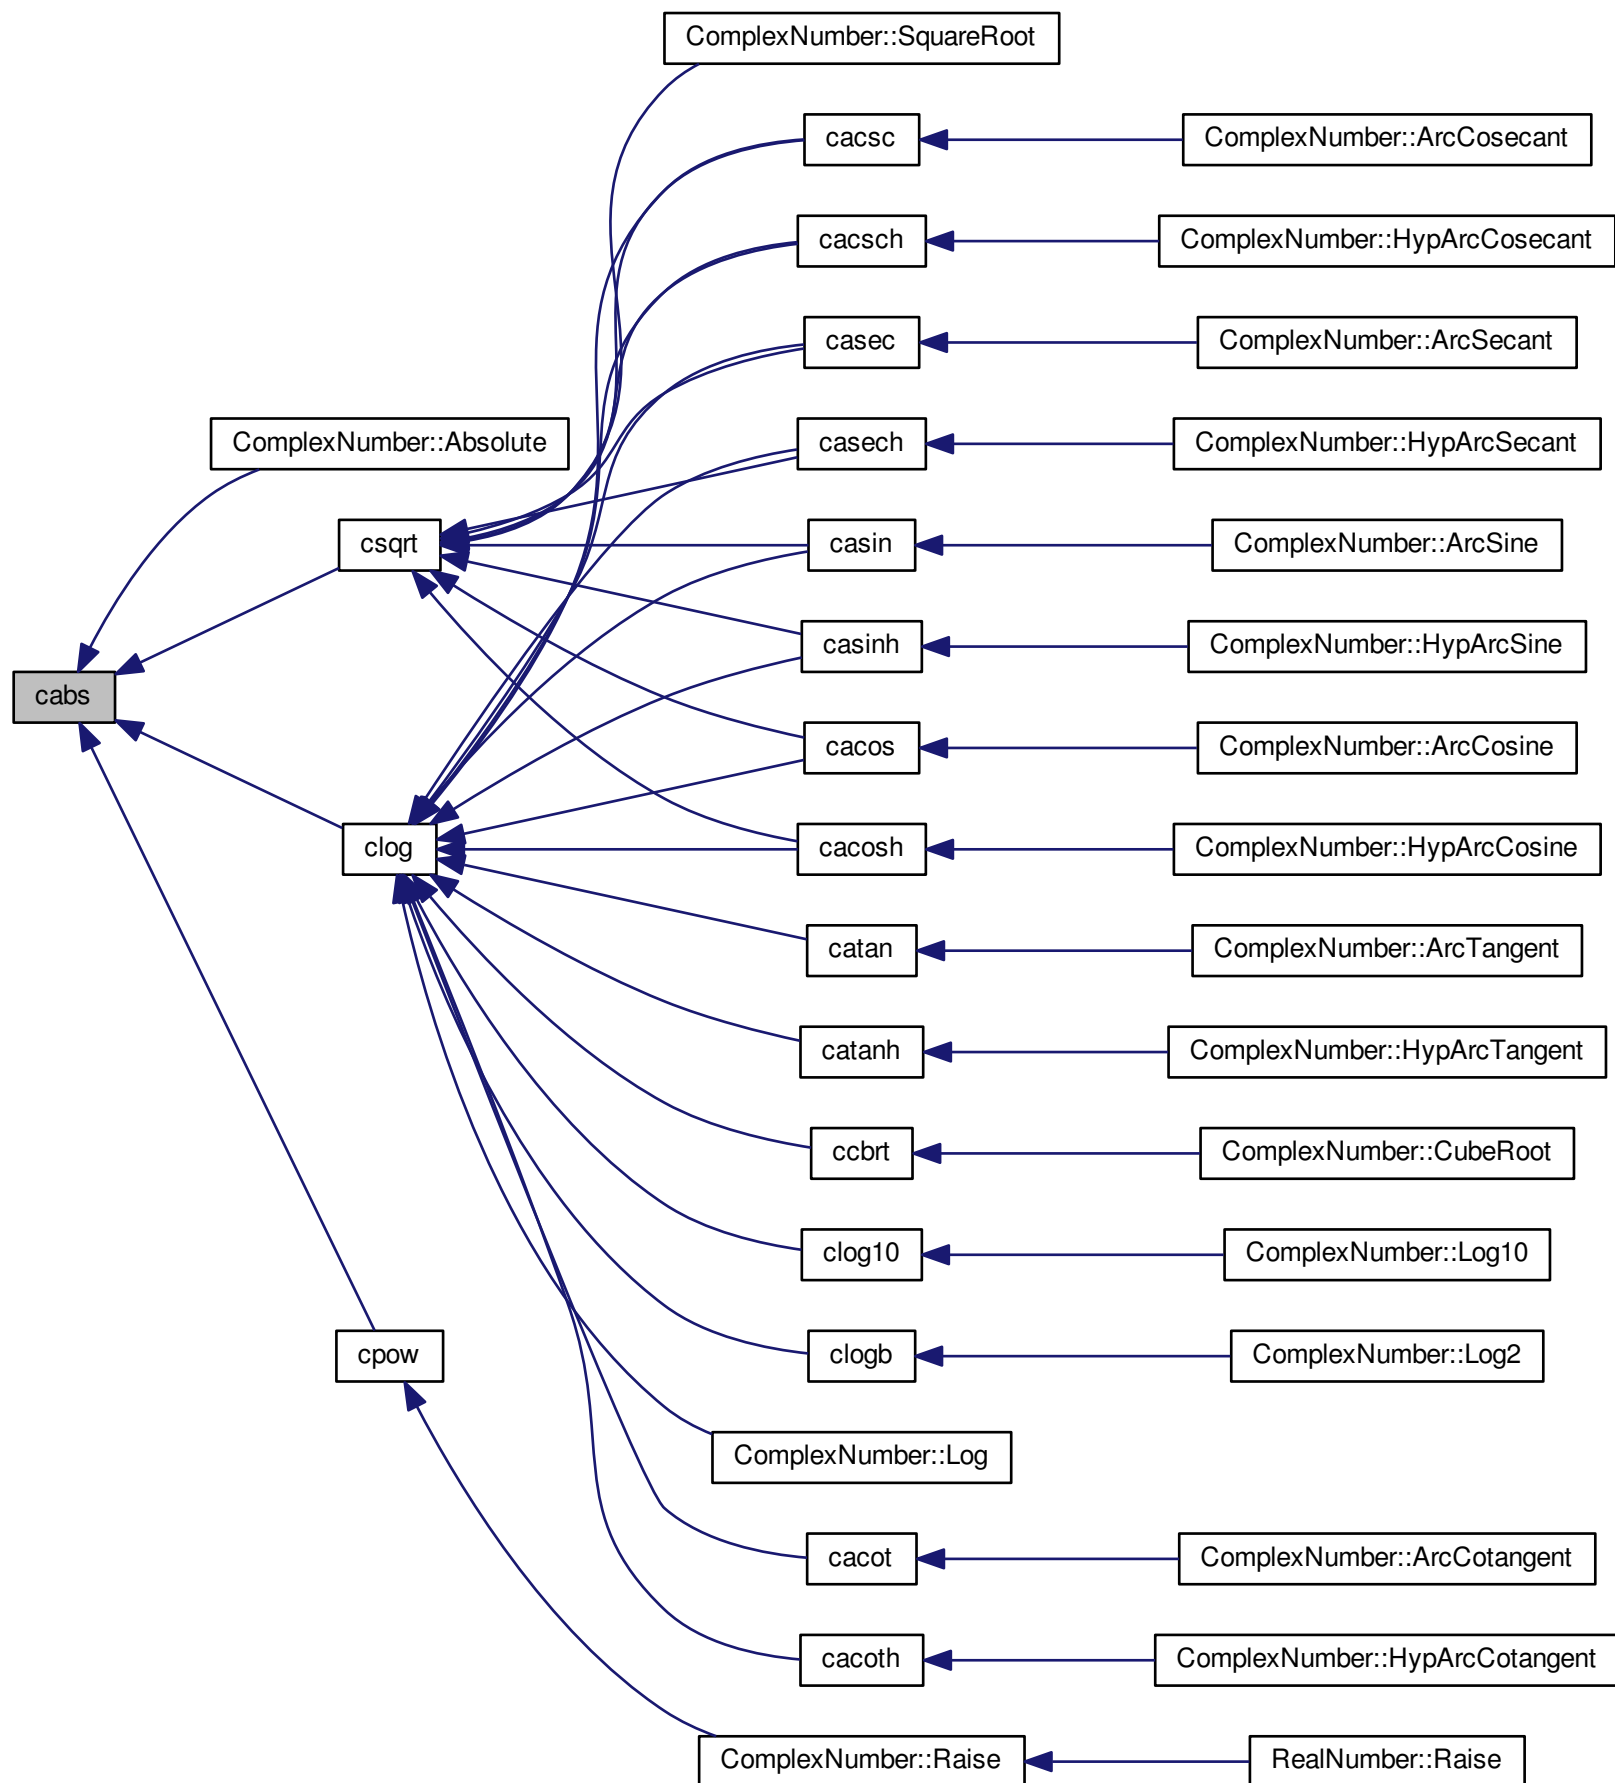 ComplexNumber::SquareRoot
cacsc
ComplexNumber::ArcCosecant
cacsch
ComplexNumber::HypArcCosecant
casec
ComplexNumber::ArcSecant
ComplexNumber::Absolute
casech
ComplexNumber::HypArcSecant
csqrt
casin
ComplexNumber::ArcSine
casinh
ComplexNumber::HypArcSine
cabs
cacos
ComplexNumber::ArcCosine
clog
cacosh
ComplexNumber::HypArcCosine
catan
ComplexNumber::ArcTangent
catanh
ComplexNumber::HypArcTangent
ccbrt
ComplexNumber::CubeRoot
clog10
ComplexNumber::Log10
cpow
clogb
ComplexNumber::Log2
ComplexNumber::Log
cacot
ComplexNumber::ArcCotangent
cacoth
ComplexNumber::HypArcCotangent
ComplexNumber::Raise
RealNumber::Raise